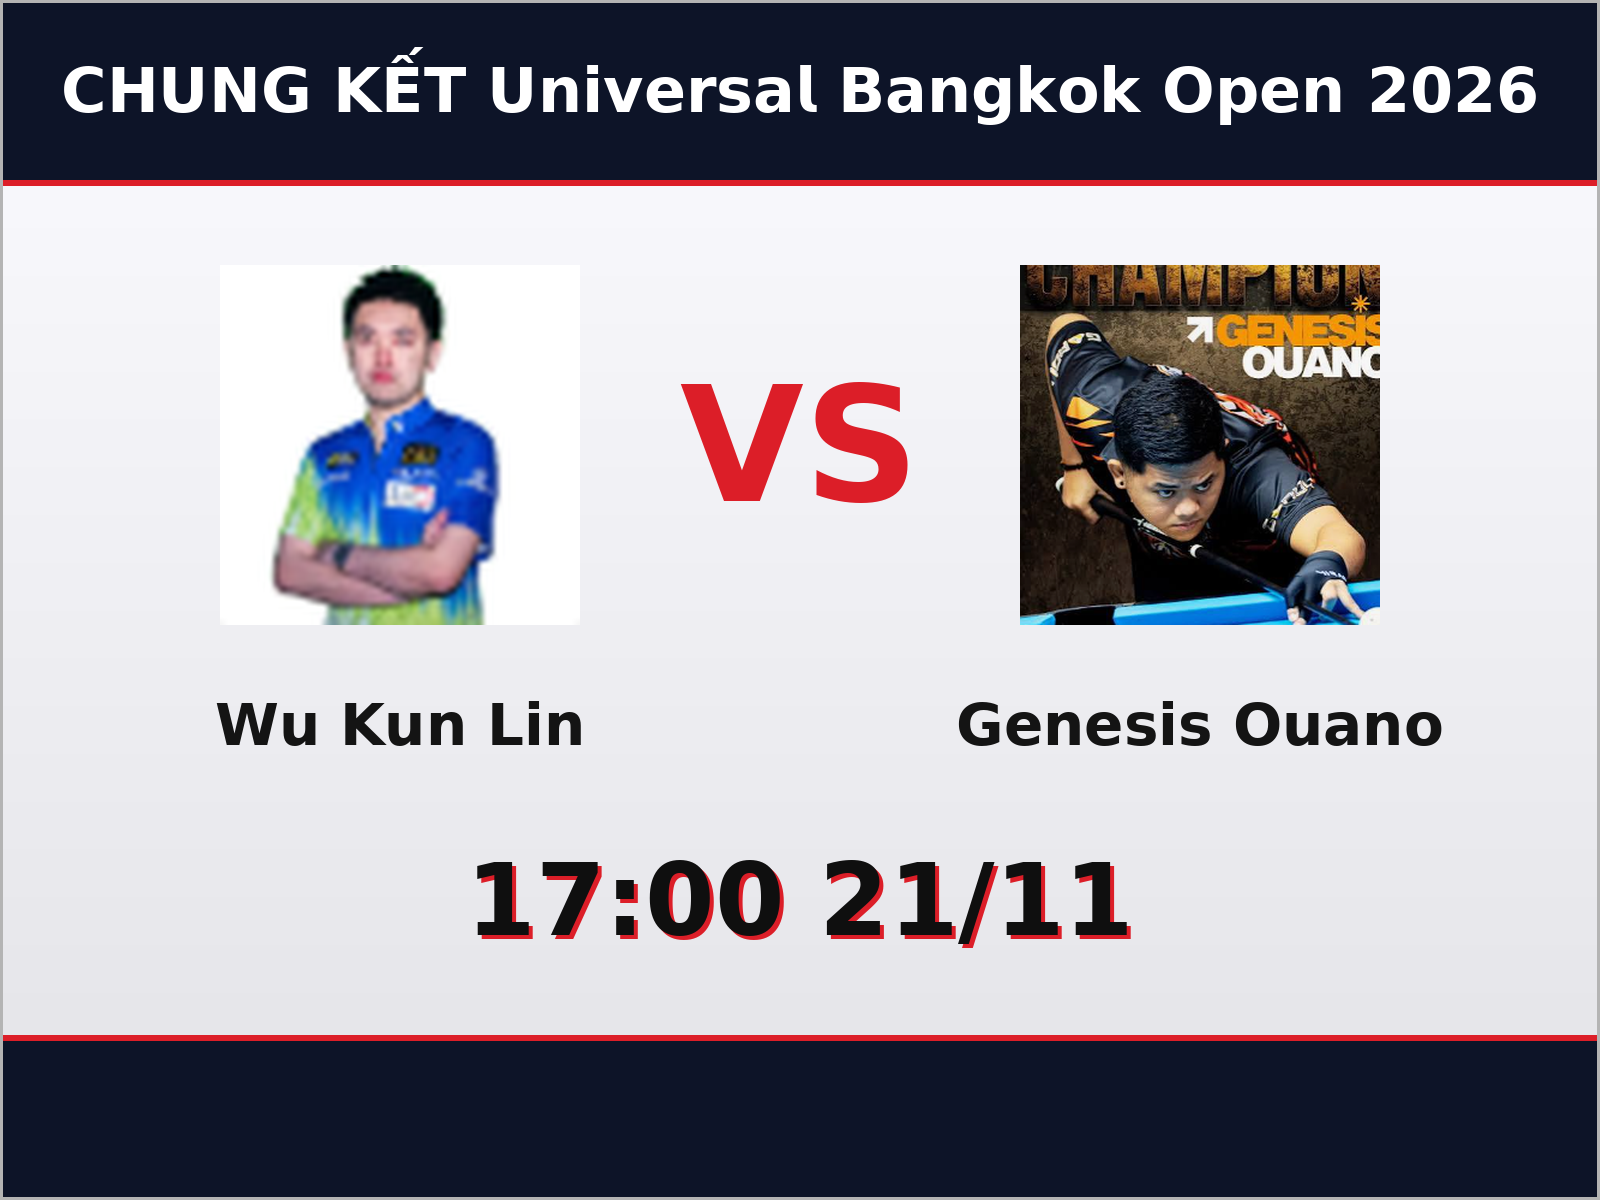 CHUNG KẾT Universal Bangkok Open 2026
CHAMPION
GENESIS
OUANO
VS
Wu Kun Lin
Genesis Ouano
17:00 21/11